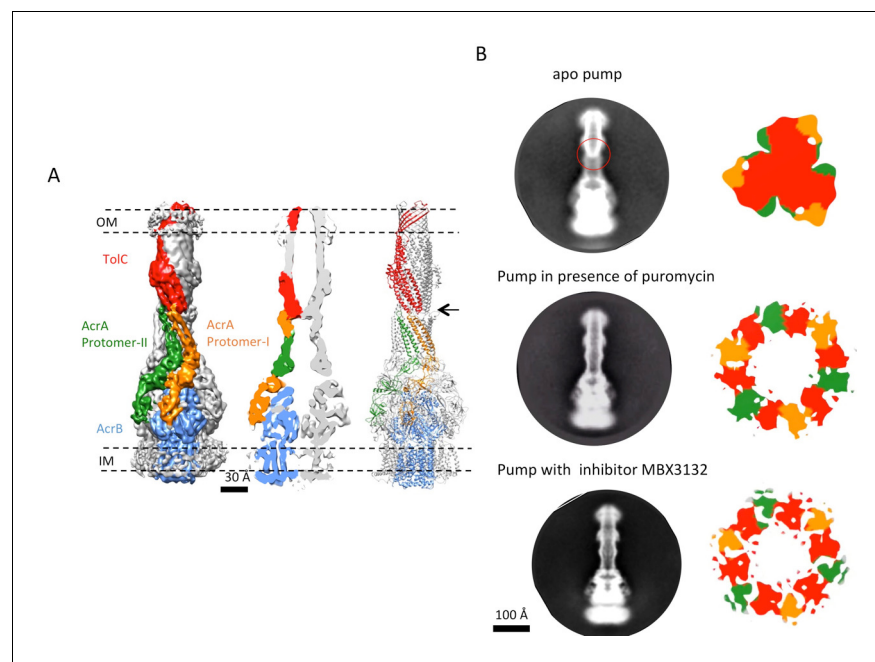 A
OM
TolC
AcrA
Protomer-II
AcrA
Protomer-I
AcrB
IM
30 Å
B
apo pump
Pump in presence of puromycin
Pump with inhibitor MBX3132
100 Å